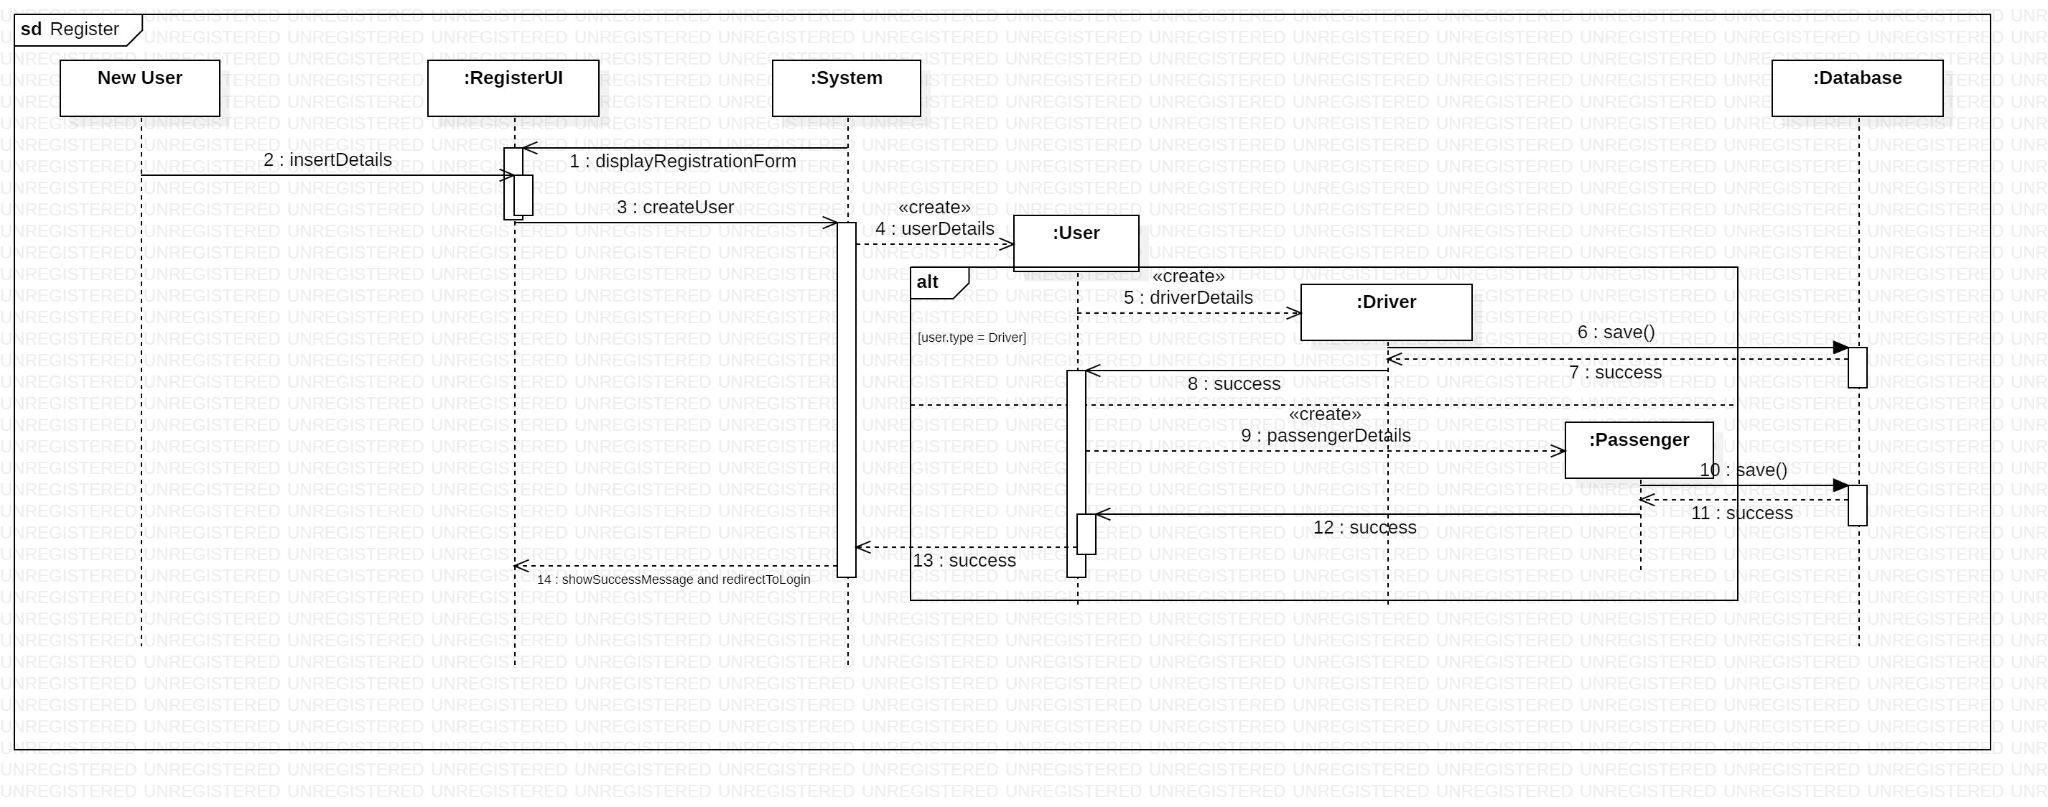 sd Register
New User
:RegisterUI
:System
:Database
2 : insertDetails
1 : displayRegistrationForm
3 : createUser
«create»
4 : userDetails
:User
alt
«create»
5 : driverDetails
:Driver
[user.type = Driver]
6 : save()
7 : success
8 : success
«create»
9 : passengerDetails
:Passenger
10 : save()
11 : success
12 : success
13 : success
14 : showSuccessMessage and redirectToLogin
UNREGISTERED